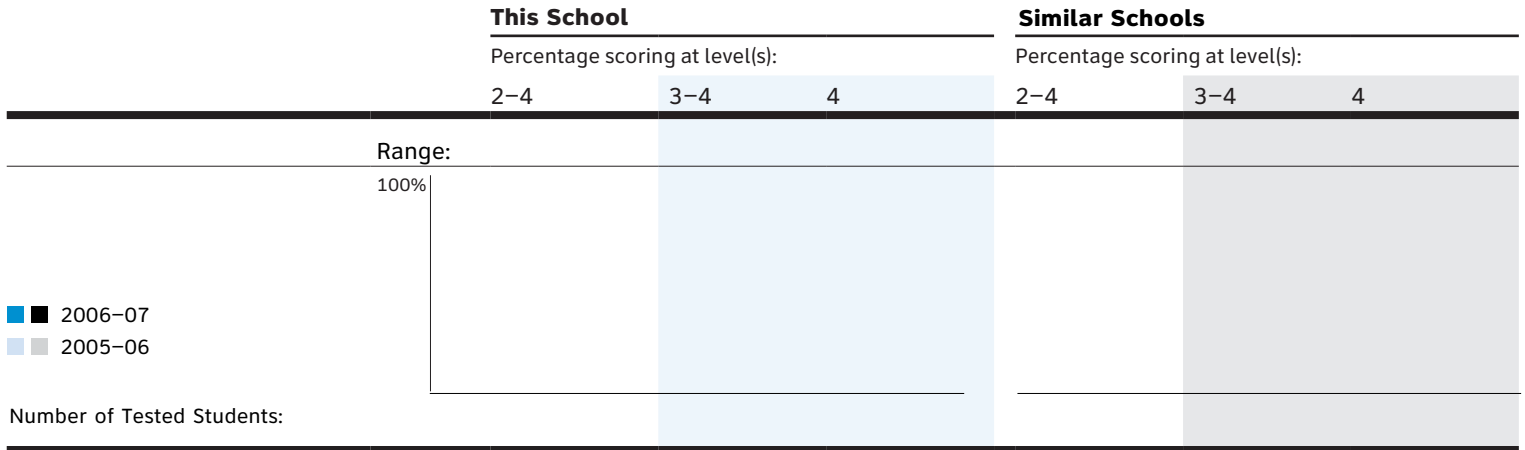 This School Similar Schools
Percentage scoring at level(s): Percentage scoring at level(s):
2–4 3–4 4 2–4 3–4 4
Range:
100%
2006–07
2005–06
Number of Tested Students: